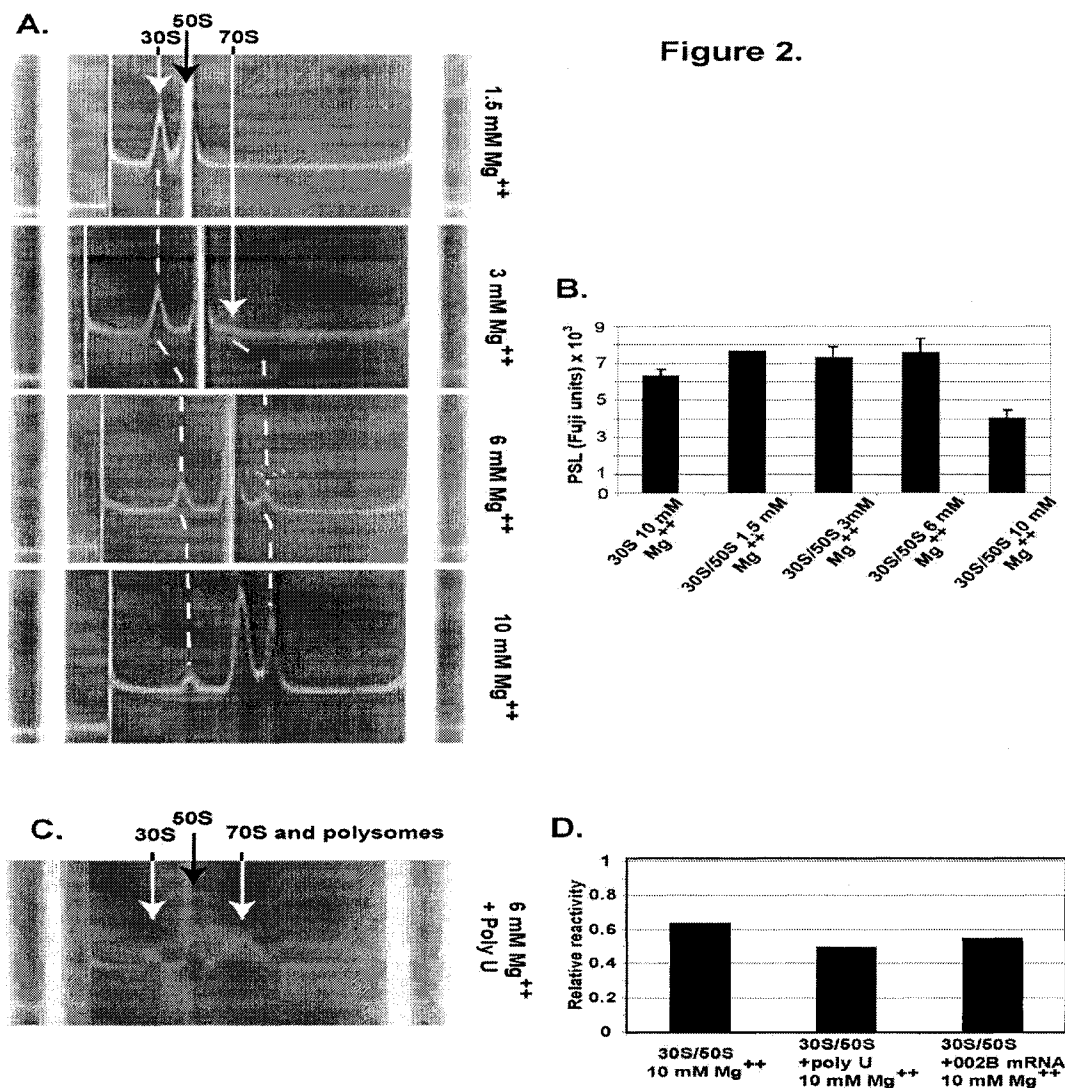 Figure 2.
A.
30S
50S
70S
1.5 mM Mg++
3 mM Mg++
6 mM Mg++
10 mM Mg++
B.
PSL (Fuji units) x 10³
9
7
5
3
1
0
30S 10 mM Mg++
30S/50S 1.5 mM Mg++
30S/50S 3mM Mg++
30S/50S 6 mM Mg++
30S/50S 10 mM Mg++
C.
30S
50S
70S and polysomes
6 mM Mg++
+ Poly U
D.
Relative reactivity
1
0.8
0.6
0.4
0.2
0
30S/50S
10 mM Mg++
30S/50S
+poly U
10 mM Mg++
30S/50S
+002B mRNA
10 mM Mg++